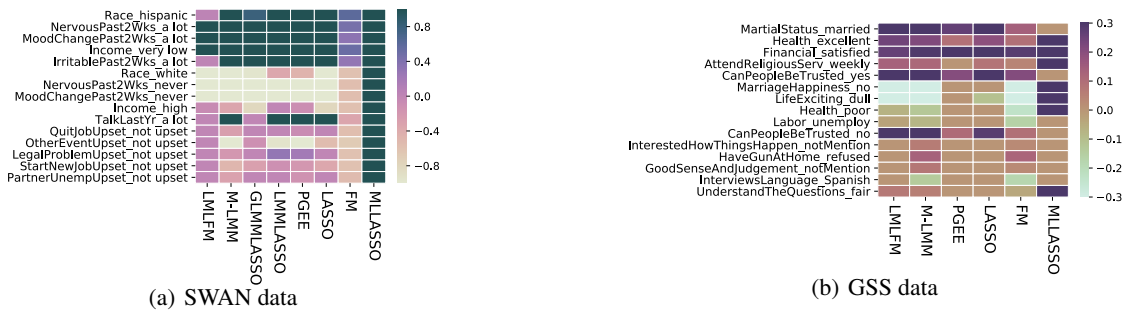 Race_hispanic
NervousPast2Wks_a lot
MoodChangePast2Wks_a lot
Income_very low
IrritablePast2Wks_a lot
Race_white
NervousPast2Wks_never
MoodChangePast2Wks_never
Income_high
TalkLastYr_a lot
QuitJobUpset_not upset
OtherEventUpset_not upset
LegalProblemUpset_not upset
StartNewJobUpset_not upset
PartnerUnempUpset_not upset
LMLFM
M-LMM
GLMMLASSO
LMMLASSO
PGEE
LASSO
FM
MLLASSO
0.8
0.4
0.0
−0.4
−0.8
(a) SWAN data
MartialStatus_married
Health_excellent
Financial_satisfied
AttendReligiousServ_weekly
CanPeopleBeTrusted_yes
MarriageHappiness_no
LifeExciting_dull
Health_poor
Labor_unemploy
CanPeopleBeTrusted_no
InterestedHowThingsHappen_notMention
HaveGunAtHome_refused
GoodSenseAndJudgement_notMention
InterviewsLanguage_Spanish
UnderstandTheQuestions_fair
LMLFM
M-LMM
PGEE
LASSO
FM
MLLASSO
0.3
0.2
0.1
0.0
−0.1
−0.2
−0.3
(b) GSS data